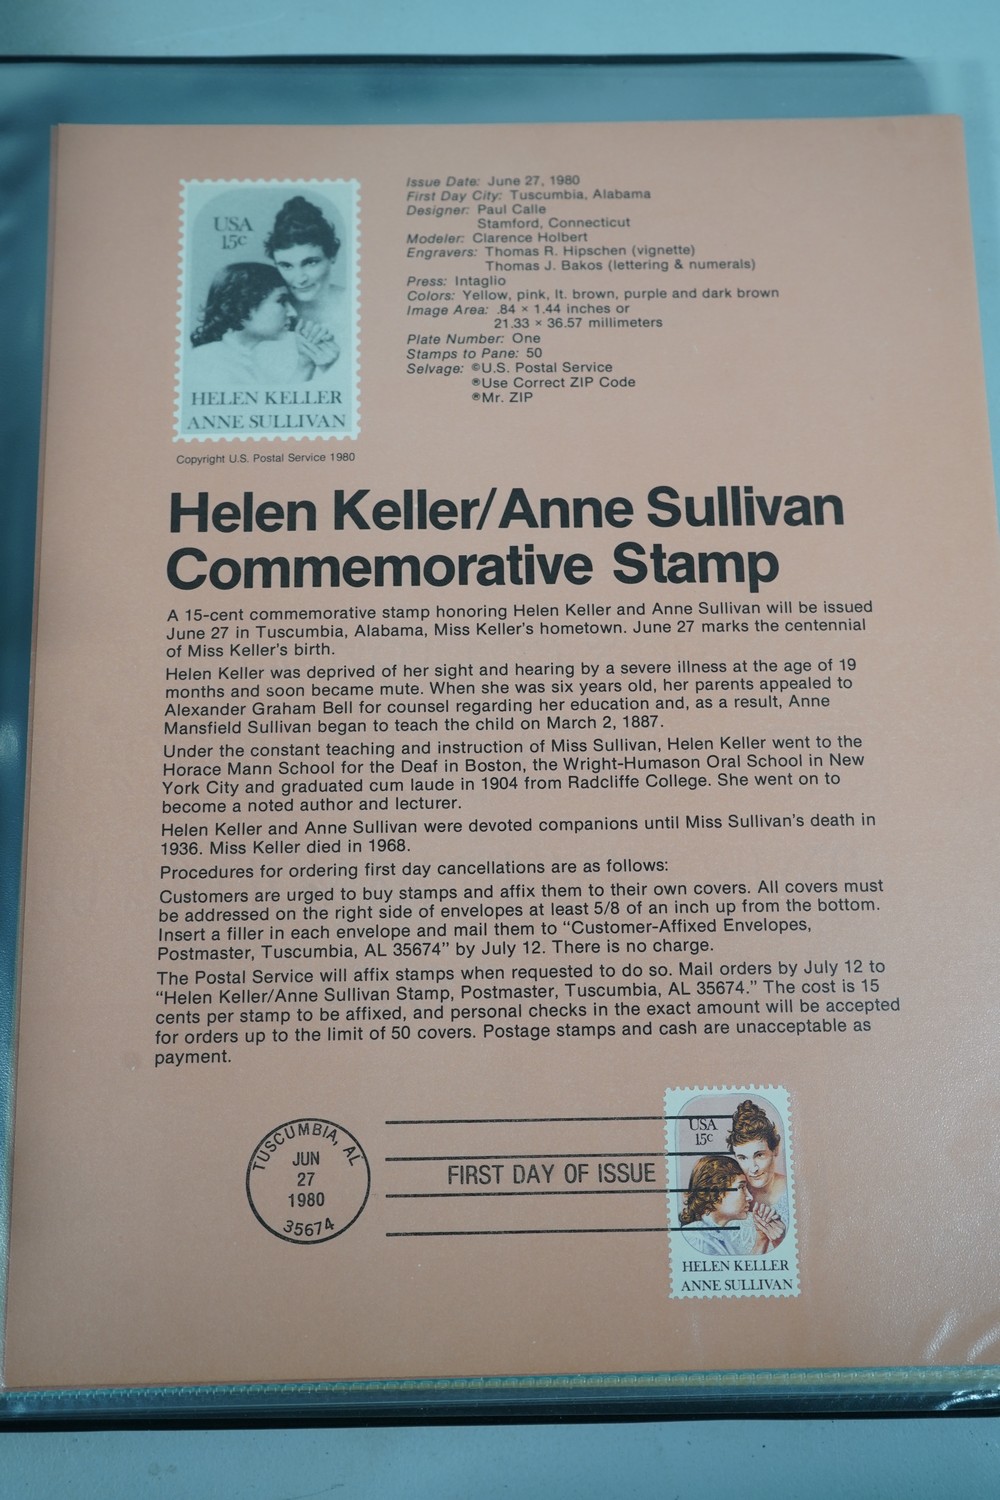 USA
15c
HELEN KELLER
ANNE SULLIVAN
Copyright U.S. Postal Service 1980
Issue Date: June 27, 1980
First Day City: Tuscumbia, Alabama
Designer: Paul Calle
Stamford, Connecticut
Modeler: Clarence Holbert
Engravers: Thomas R. Hipschen (vignette)
Thomas J. Bakos (lettering & numerals)
Press: Intaglio
Colors: Yellow, pink, lt. brown, purple and dark brown
Image Area: .84 × 1.44 inches or
21.33 × 36.57 millimeters
Plate Number: One
Stamps to Pane: 50
Selvage: ©U.S. Postal Service
®Use Correct ZIP Code
®Mr. ZIP
Helen Keller/Anne Sullivan
Commemorative Stamp
A 15-cent commemorative stamp honoring Helen Keller and Anne Sullivan will be issued
June 27 in Tuscumbia, Alabama, Miss Keller's hometown. June 27 marks the centennial
of Miss Keller's birth.
Helen Keller was deprived of her sight and hearing by a severe illness at the age of 19
months and soon became mute. When she was six years old, her parents appealed to
Alexander Graham Bell for counsel regarding her education and, as a result, Anne
Mansfield Sullivan began to teach the child on March 2, 1887.
Under the constant teaching and instruction of Miss Sullivan, Helen Keller went to the
Horace Mann School for the Deaf in Boston, the Wright-Humason Oral School in New
York City and graduated cum laude in 1904 from Radcliffe College. She went on to
become a noted author and lecturer.
Helen Keller and Anne Sullivan were devoted companions until Miss Sullivan's death in
1936. Miss Keller died in 1968.
Procedures for ordering first day cancellations are as follows:
Customers are urged to buy stamps and affix them to their own covers. All covers must
be addressed on the right side of envelopes at least 5/8 of an inch up from the bottom.
Insert a filler in each envelope and mail them to "Customer-Affixed Envelopes,
Postmaster, Tuscumbia, AL 35674" by July 12. There is no charge.
The Postal Service will affix stamps when requested to do so. Mail orders by July 12 to
"Helen Keller/Anne Sullivan Stamp, Postmaster, Tuscumbia, AL 35674." The cost is 15
cents per stamp to be affixed, and personal checks in the exact amount will be accepted
for orders up to the limit of 50 covers. Postage stamps and cash are unacceptable as
payment.
TUSCUMBIA, AL
JUN
27
1980
35674
FIRST DAY OF ISSUE
USA
15c
HELEN KELLER
ANNE SULLIVAN